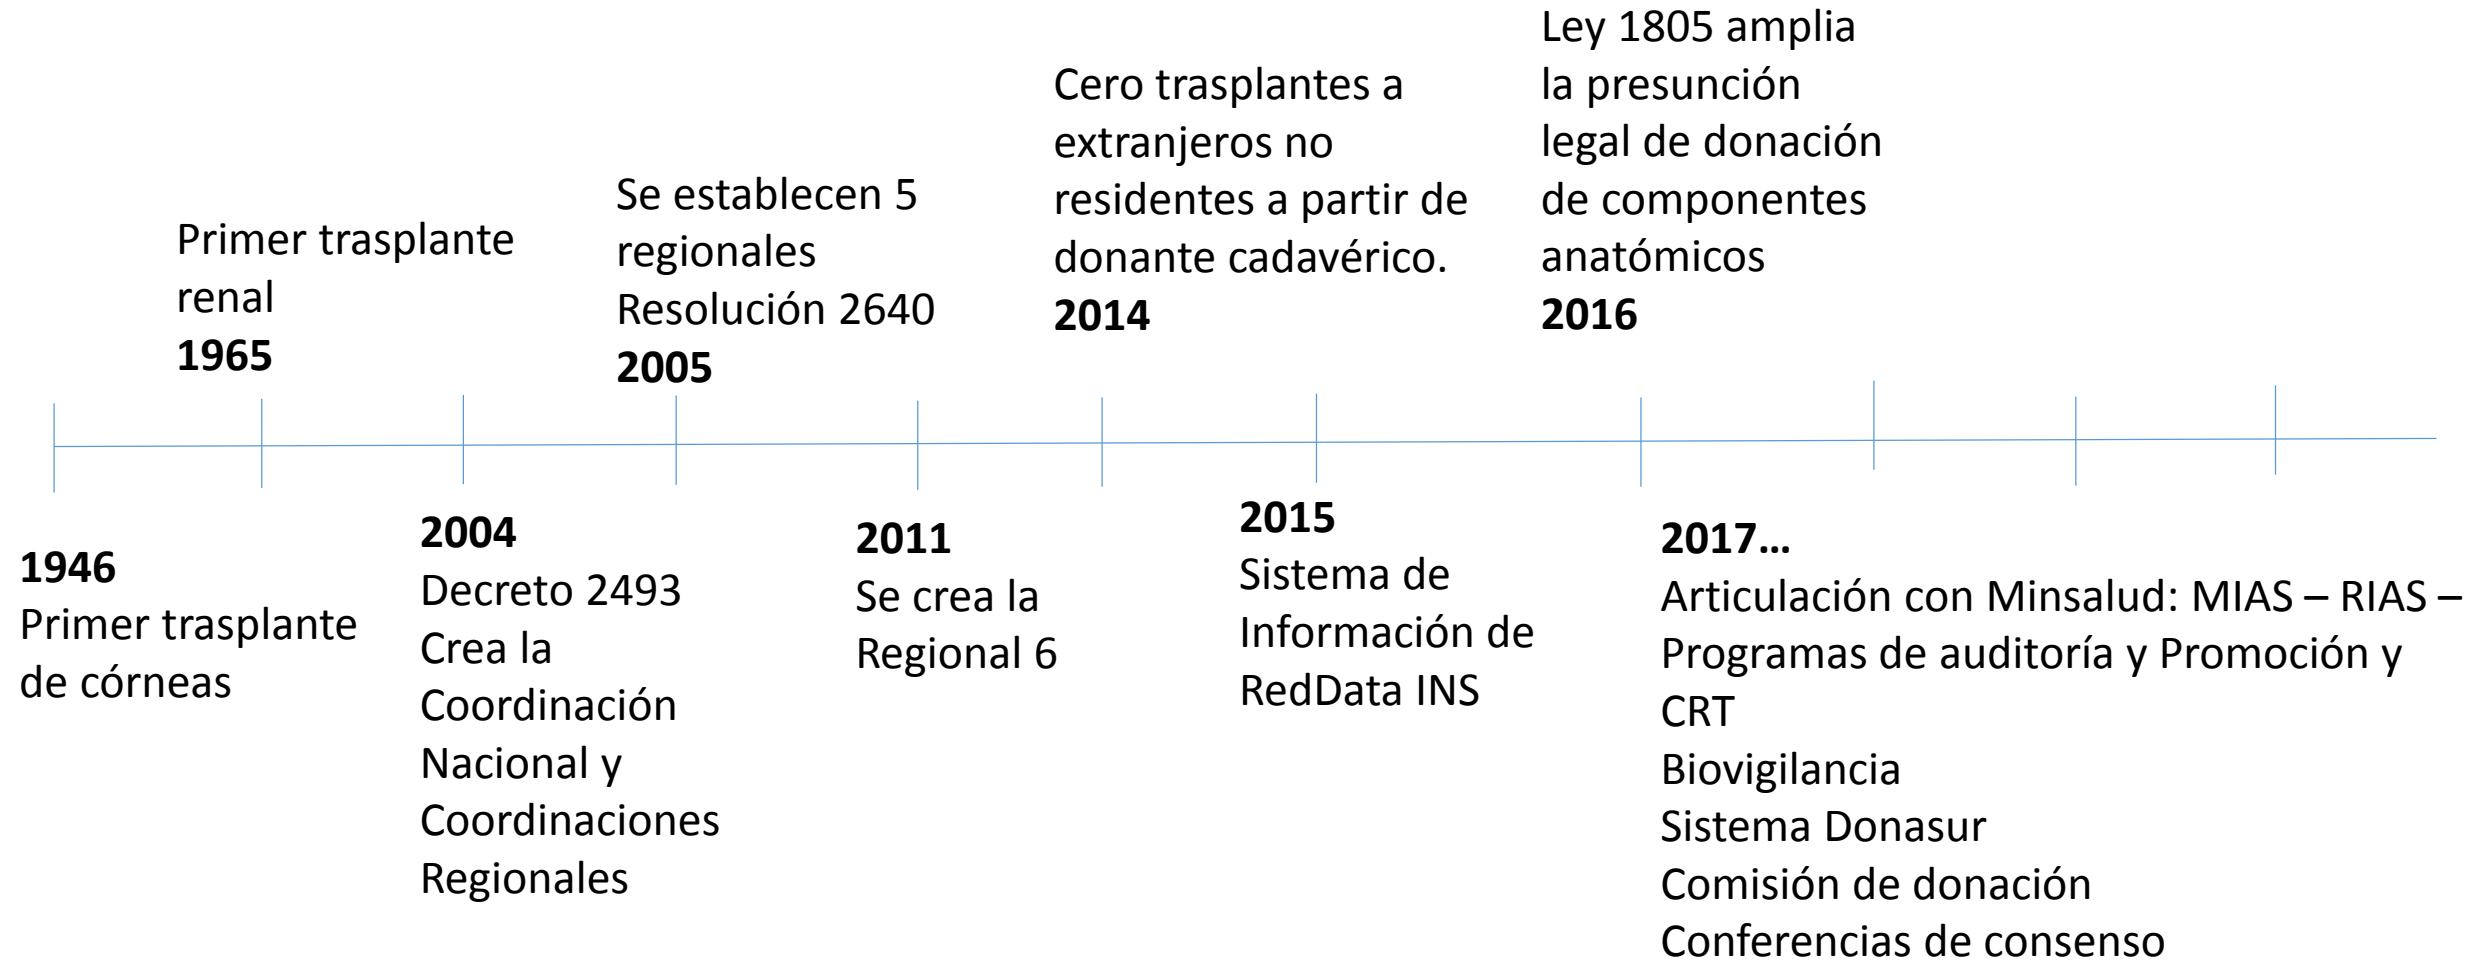 1946
Primer trasplante
de córneas
Primer trasplante
renal
1965
2004
Decreto 2493
Crea la
Coordinación
Nacional y
Coordinaciones
Regionales
Se establecen 5
regionales
Resolución 2640
2005
2011
Se crea la
Regional 6
Cero trasplantes a
extranjeros no
residentes a partir de
donante cadavérico.
2014
2015
Sistema de
Información de
RedData INS
Ley 1805 amplia
la presunción
legal de donación
de componentes
anatómicos
2016
2017...
Articulación con Minsalud: MIAS – RIAS –
Programas de auditoría y Promoción y
CRT
Biovigilancia
Sistema Donasur
Comisión de donación
Conferencias de consenso